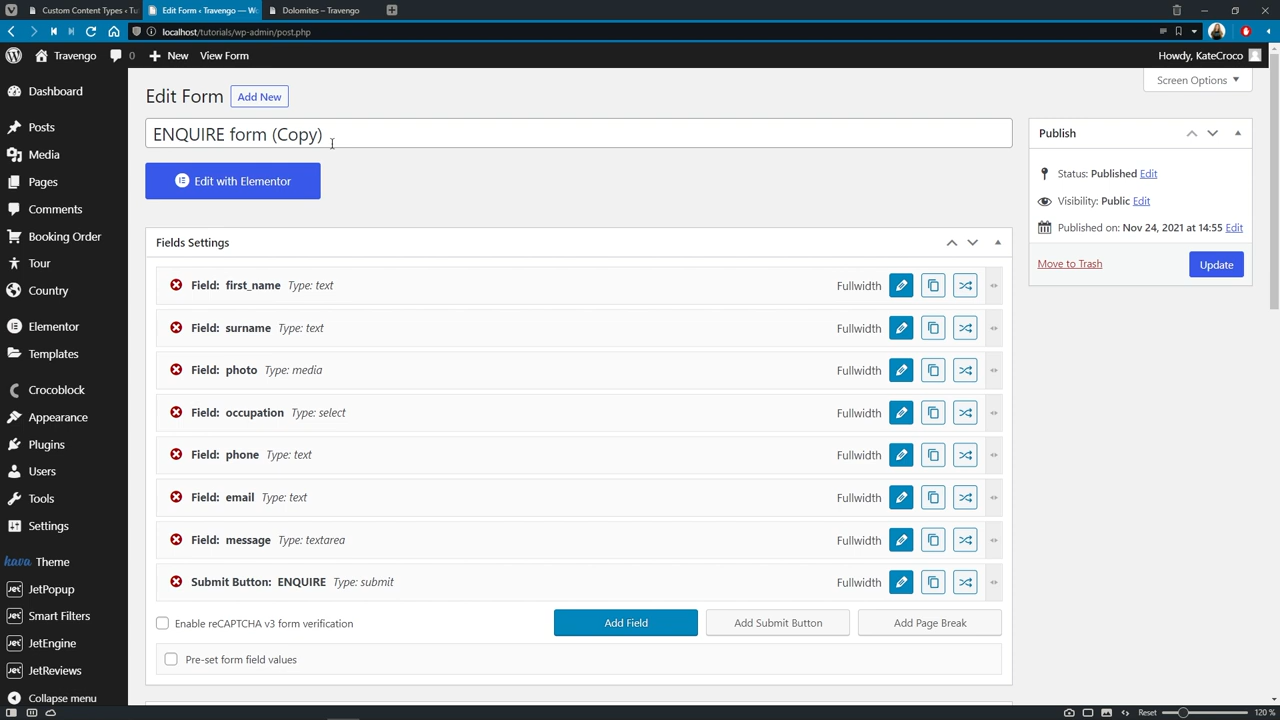 Custom Content Types ‹ Tu
Edit Form ‹ Travengo — Wo
Dolomites – Travengo
localhost/tutorials/wp-admin/post.php
Travengo
0
New
View Form
Howdy, KateCroco
Screen Options
Dashboard
Posts
Media
Pages
Comments
Booking Order
Tour
Country
Elementor
Templates
Crocoblock
Appearance
Plugins
Users
Tools
Settings
kava Theme
JetPopup
Smart Filters
JetEngine
JetReviews
Collapse menu
Edit Form
Add New
ENQUIRE form (Copy)
Edit with Elementor
Fields Settings
Field: first_name Type: text Fullwidth
Field: surname Type: text Fullwidth
Field: photo Type: media Fullwidth
Field: occupation Type: select Fullwidth
Field: phone Type: text Fullwidth
Field: email Type: text Fullwidth
Field: message Type: textarea Fullwidth
Submit Button: ENQUIRE Type: submit Fullwidth
Enable reCAPTCHA v3 form verification
Add Field
Add Submit Button
Add Page Break
Pre-set form field values
Publish
Status: Published Edit
Visibility: Public Edit
Published on: Nov 24, 2021 at 14:55 Edit
Move to Trash
Update
Reset
120 %